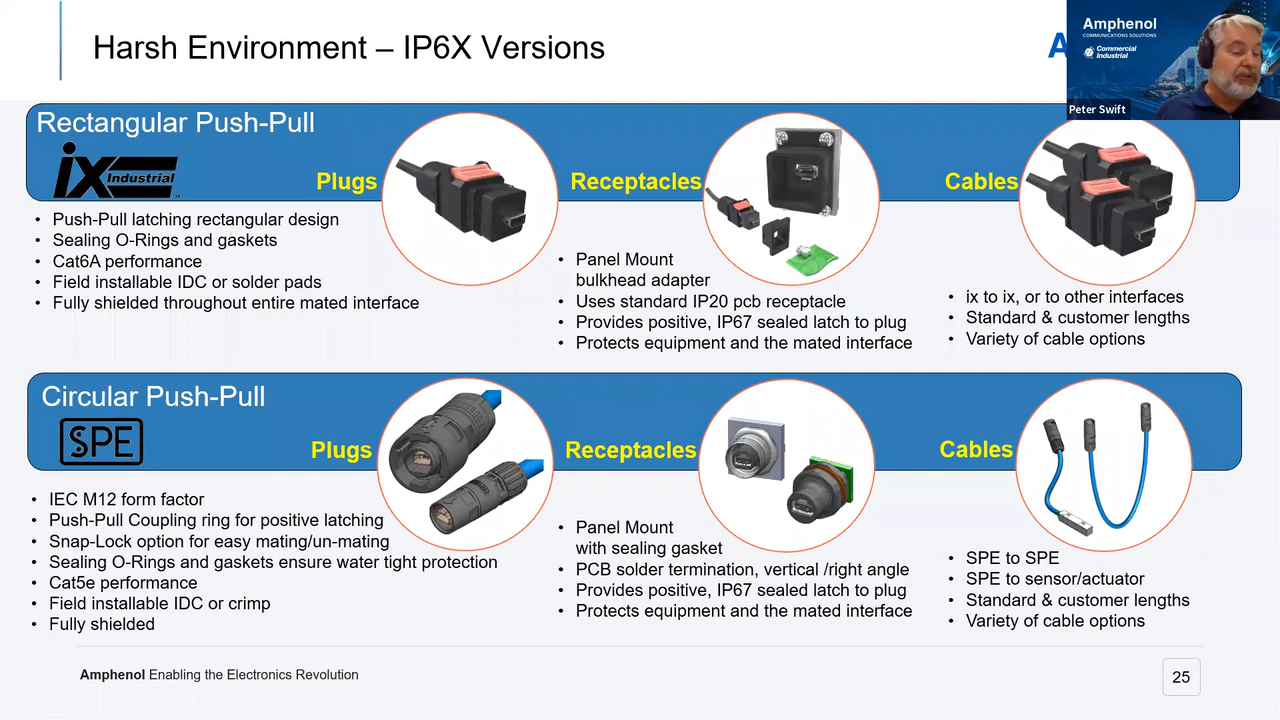 Harsh Environment – IP6X Versions
A
Amphenol
COMMUNICATIONS SOLUTIONS
Commercial
Industrial
Peter Swift
Rectangular Push-Pull
iX Industrial
Plugs
Receptacles
Cables
• Push-Pull latching rectangular design
• Sealing O-Rings and gaskets
• Cat6A performance
• Field installable IDC or solder pads
• Fully shielded throughout entire mated interface
• Panel Mount
bulkhead adapter
• Uses standard IP20 pcb receptacle
• Provides positive, IP67 sealed latch to plug
• Protects equipment and the mated interface
• ix to ix, or to other interfaces
• Standard & customer lengths
• Variety of cable options
Circular Push-Pull
SPE
Plugs
Receptacles
Cables
• IEC M12 form factor
• Push-Pull Coupling ring for positive latching
• Snap-Lock option for easy mating/un-mating
• Sealing O-Rings and gaskets ensure water tight protection
• Cat5e performance
• Field installable IDC or crimp
• Fully shielded
• Panel Mount
with sealing gasket
• PCB solder termination, vertical /right angle
• Provides positive, IP67 sealed latch to plug
• Protects equipment and the mated interface
• SPE to SPE
• SPE to sensor/actuator
• Standard & customer lengths
• Variety of cable options
Amphenol Enabling the Electronics Revolution
25